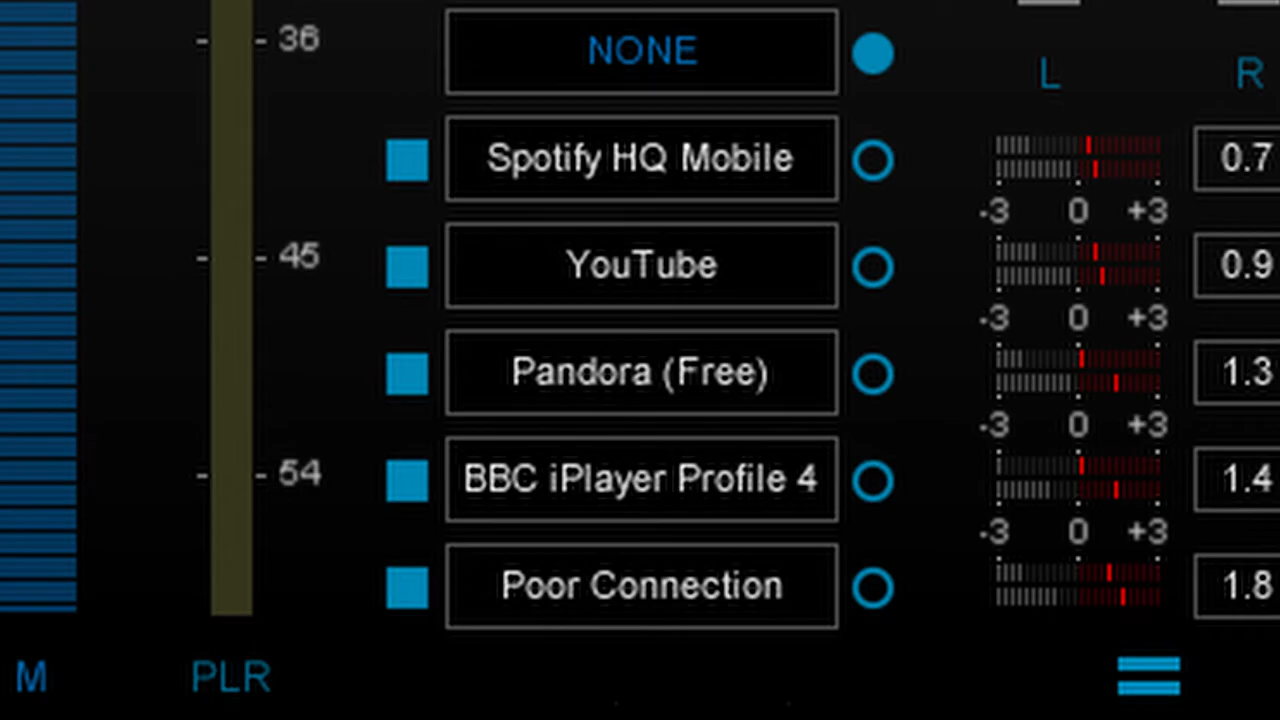 36
NONE
L R
Spotify HQ Mobile
0.7
-3 0 +3
45
YouTube
0.9
-3 0 +3
Pandora (Free)
1.3
-3 0 +3
54
BBC iPlayer Profile 4
1.4
-3 0 +3
Poor Connection
1.8
M PLR